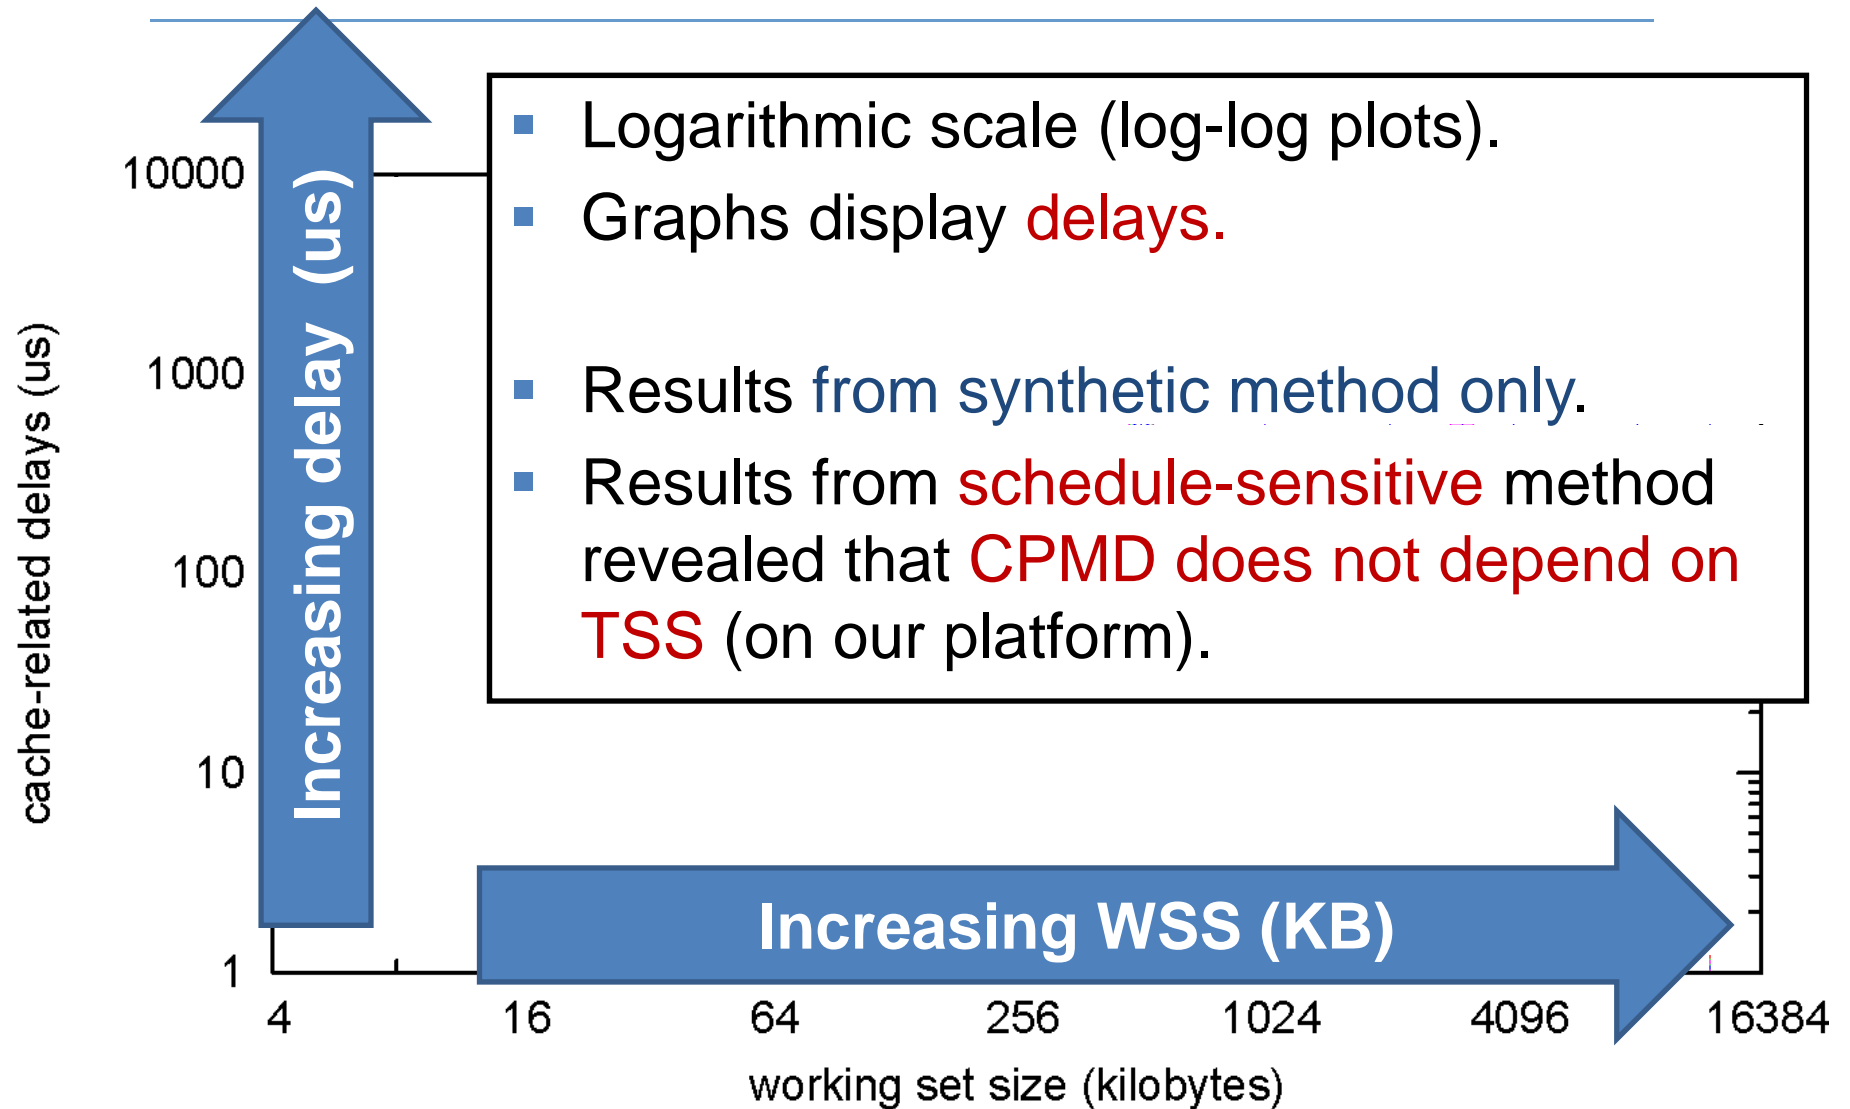 Logarithmic scale (log-log plots).
Graphs display delays.
Results from synthetic method only.
Results from schedule-sensitive method
revealed that CPMD does not depend on
TSS (on our platform).
cache-related delays (us)
Increasing delay (us)
10000
1000
100
10
1
Increasing WSS (KB)
4 16 64 256 1024 4096 16384
working set size (kilobytes)